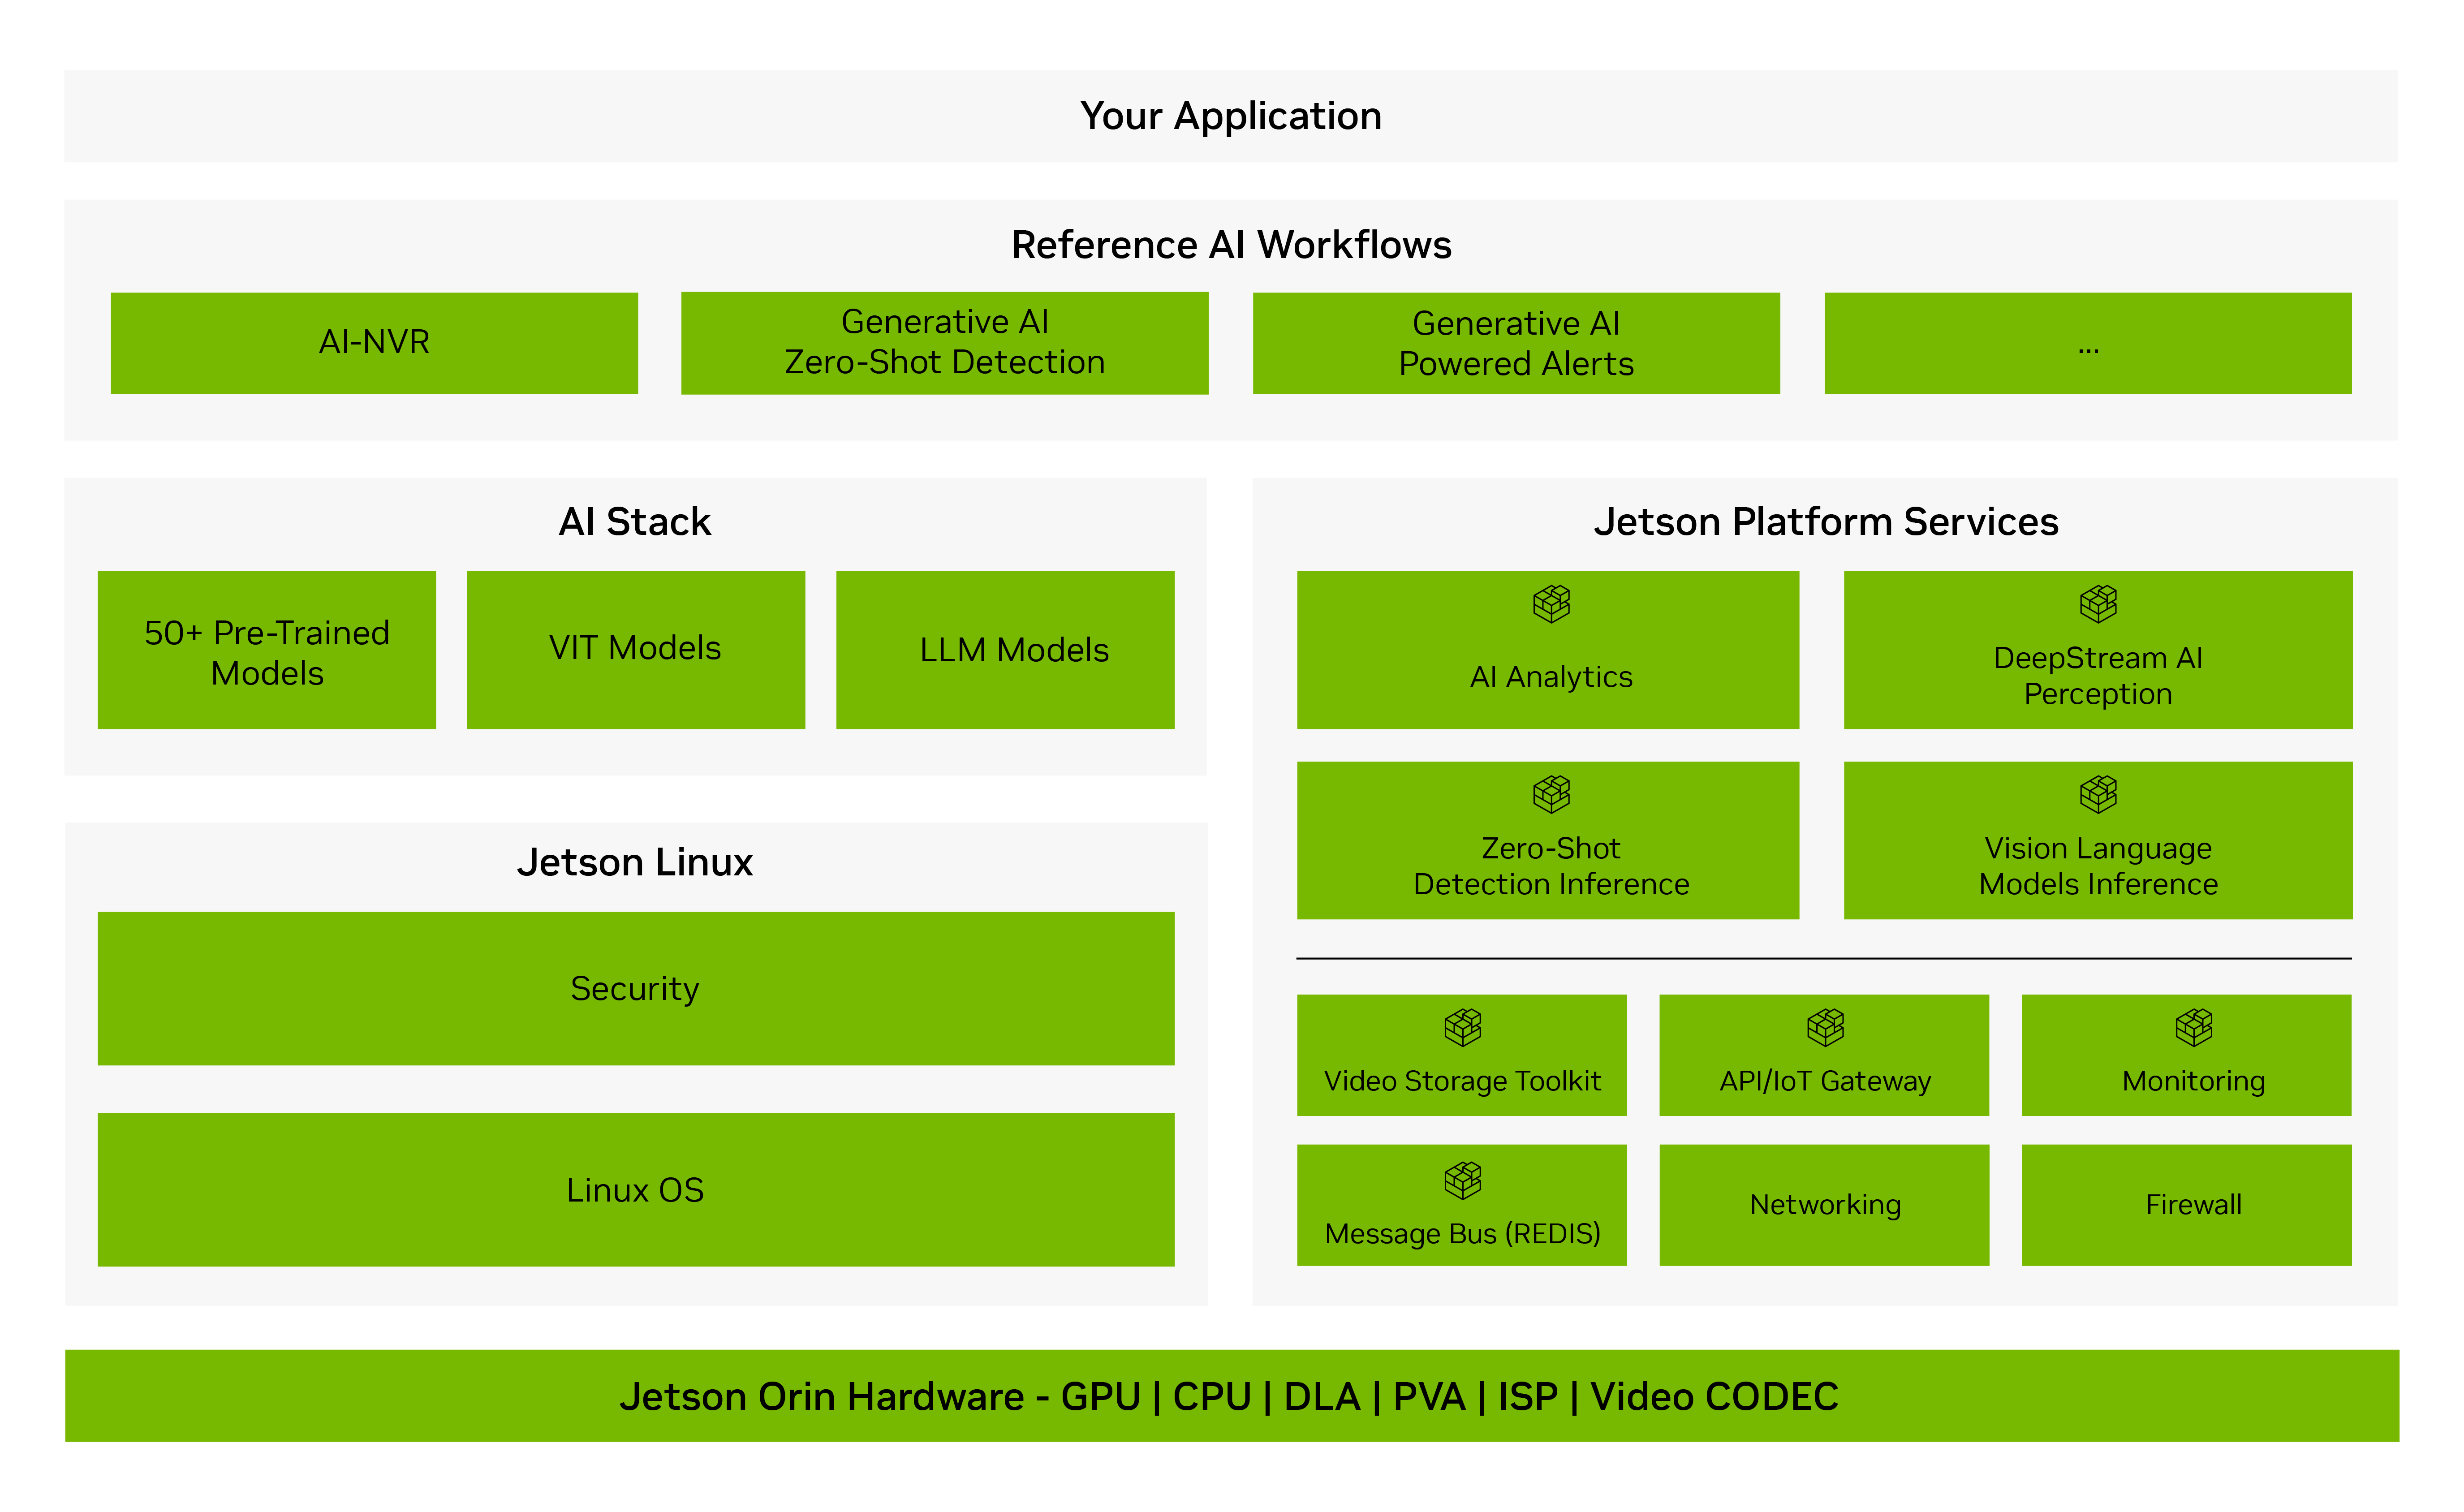 Your Application
Reference AI Workflows
AI-NVR
Generative AI
Zero-Shot Detection
Generative AI
Powered Alerts
...
AI Stack
50+ Pre-Trained
Models
VIT Models
LLM Models
Jetson Linux
Security
Linux OS
Jetson Platform Services
AI Analytics
DeepStream AI
Perception
Zero-Shot
Detection Inference
Vision Language
Models Inference
Video Storage Toolkit
API/IoT Gateway
Monitoring
Message Bus (REDIS)
Networking
Firewall
Jetson Orin Hardware - GPU | CPU | DLA | PVA | ISP | Video CODEC